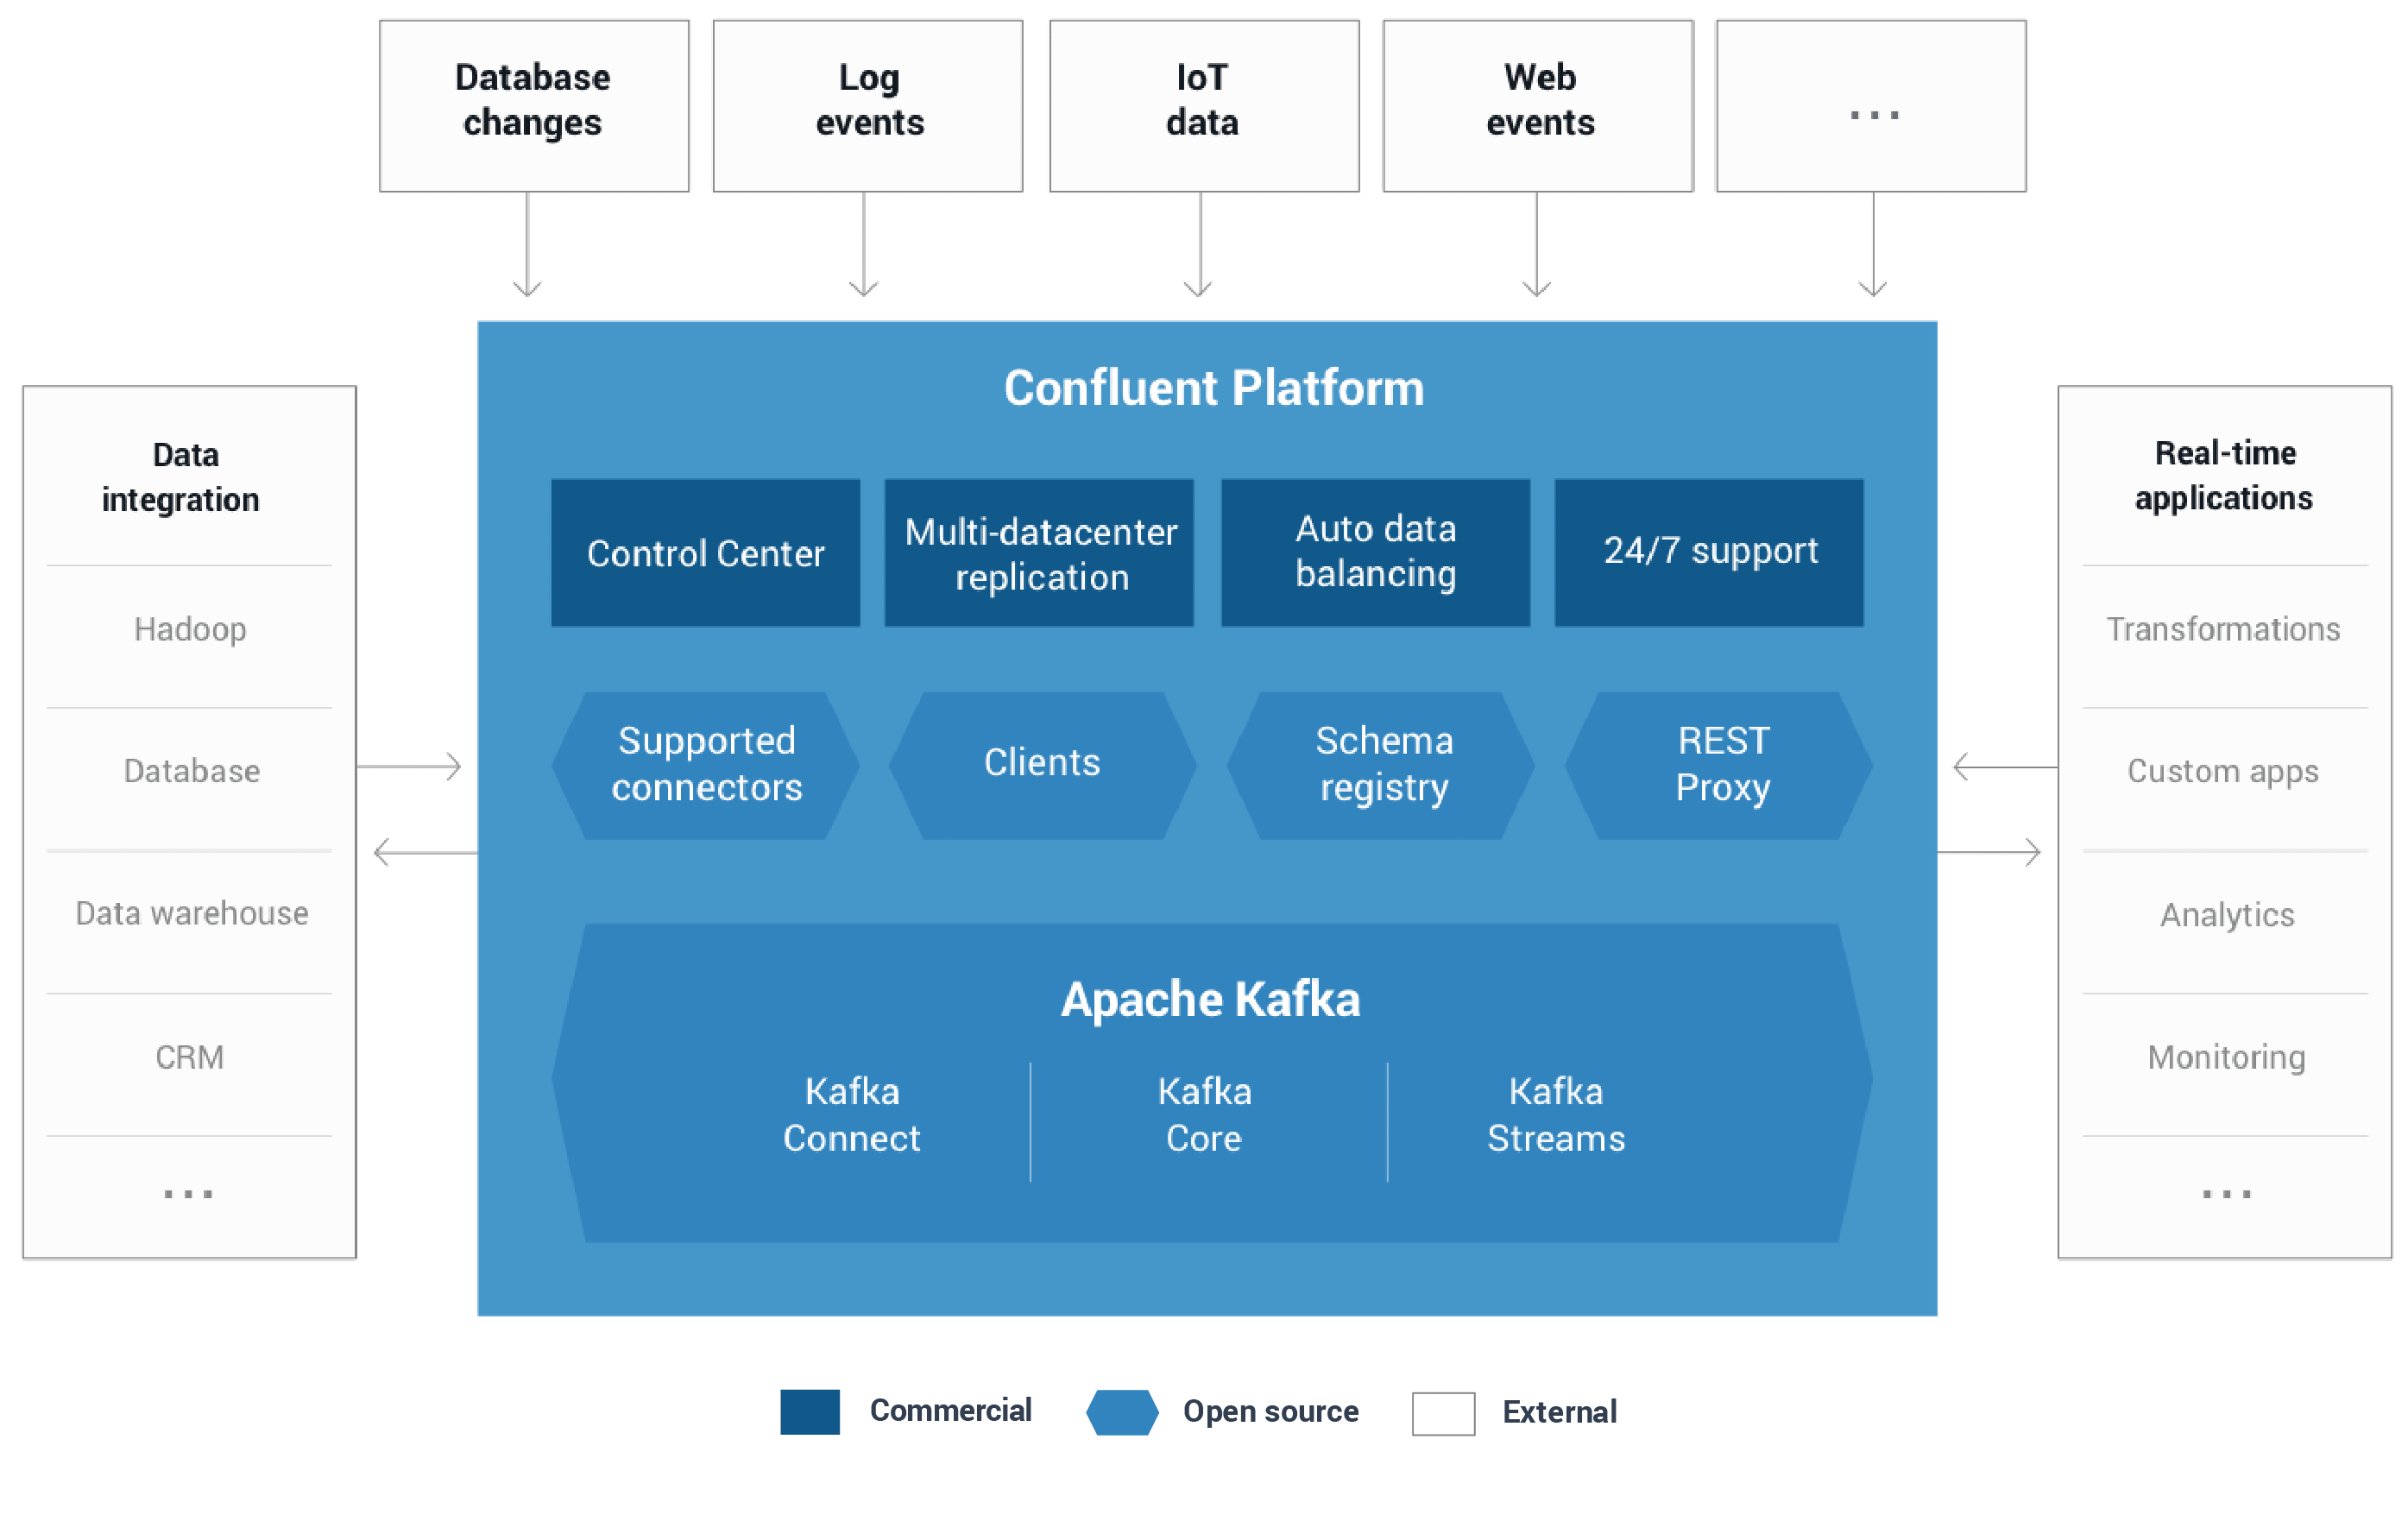 Database
changes
Log
events
IoT
data
Web
events
...
Data
integration
Hadoop
Database
Data warehouse
CRM
...
Confluent Platform
Control Center
Multi-datacenter
replication
Auto data
balancing
24/7 support
Supported
connectors
Clients
Schema
registry
REST
Proxy
Apache Kafka
Kafka
Connect
Kafka
Core
Kafka
Streams
Real-time
applications
Transformations
Custom apps
Analytics
Monitoring
...
Commercial
Open source
External